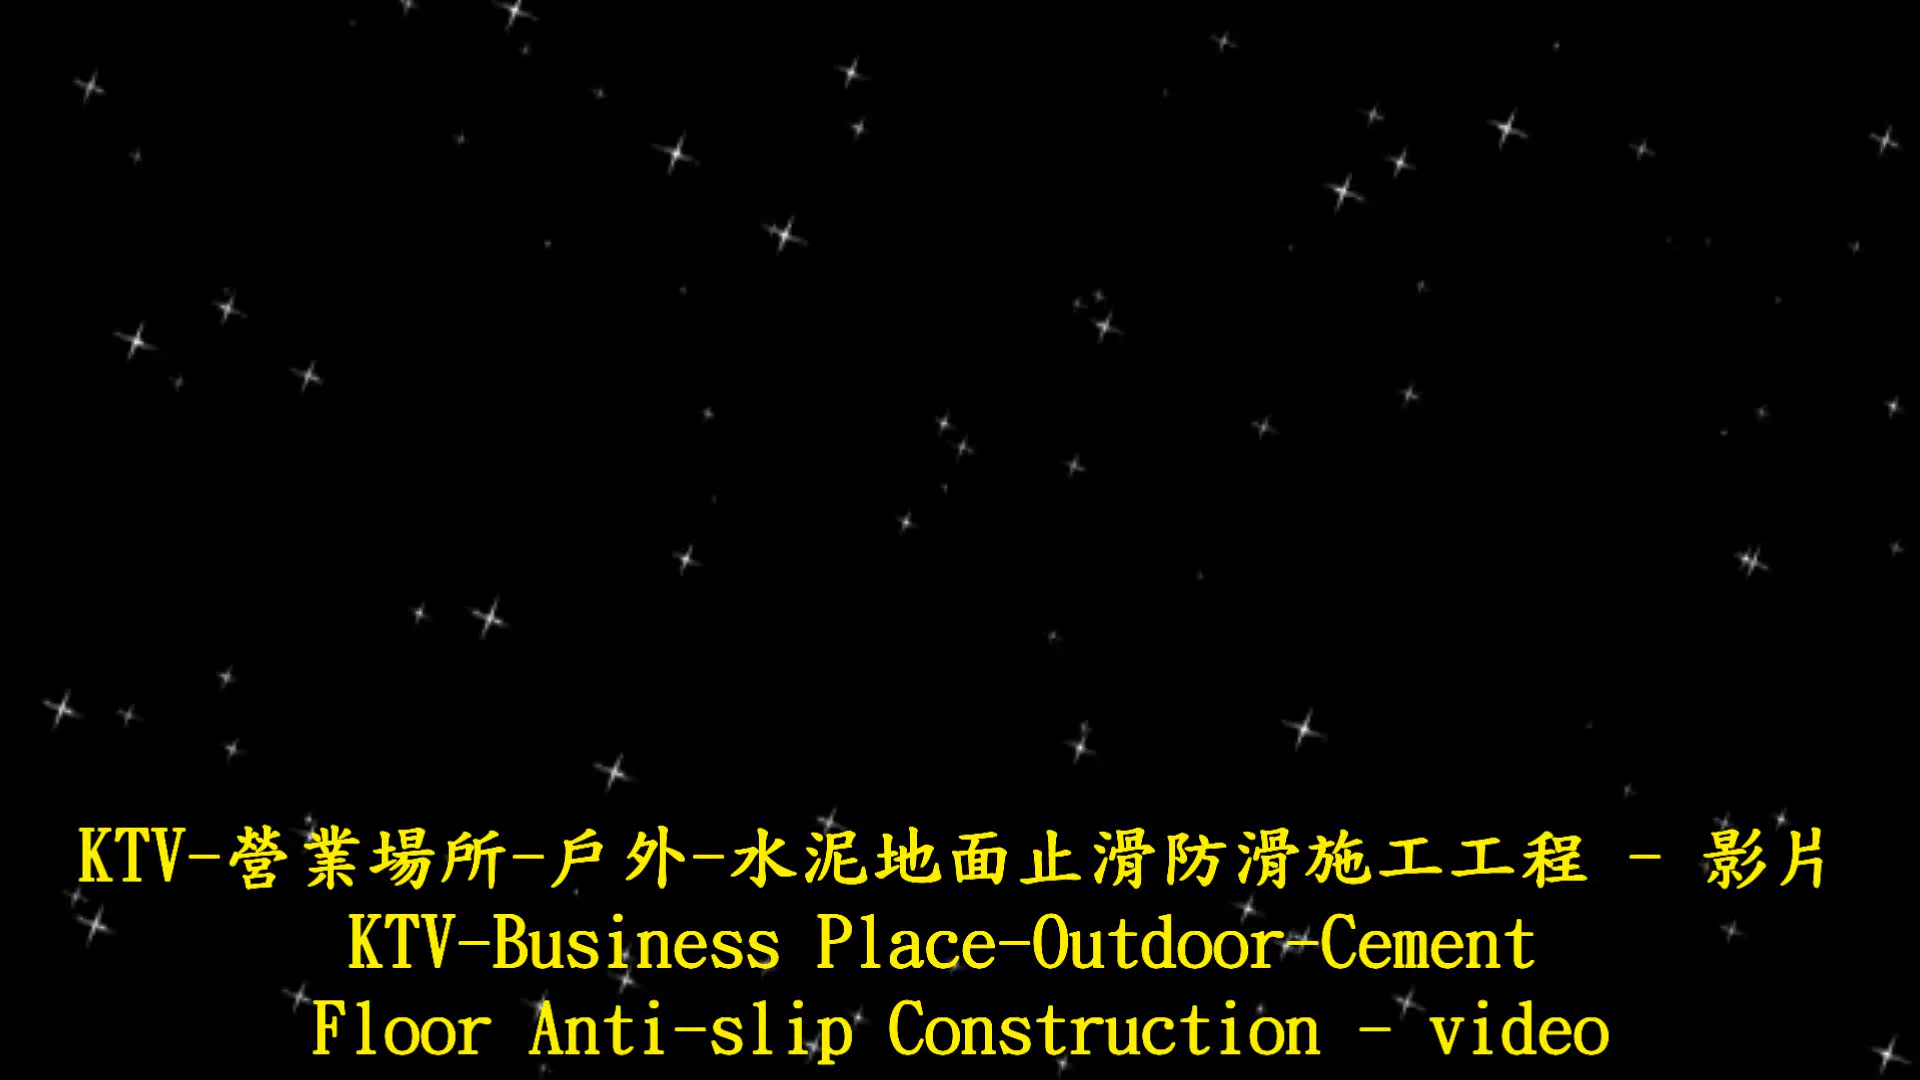 KTV-營業場所-戶外-水泥地面止滑防滑施工工程 - 影片
KTV-Business Place-Outdoor-Cement
Floor Anti-slip Construction - video